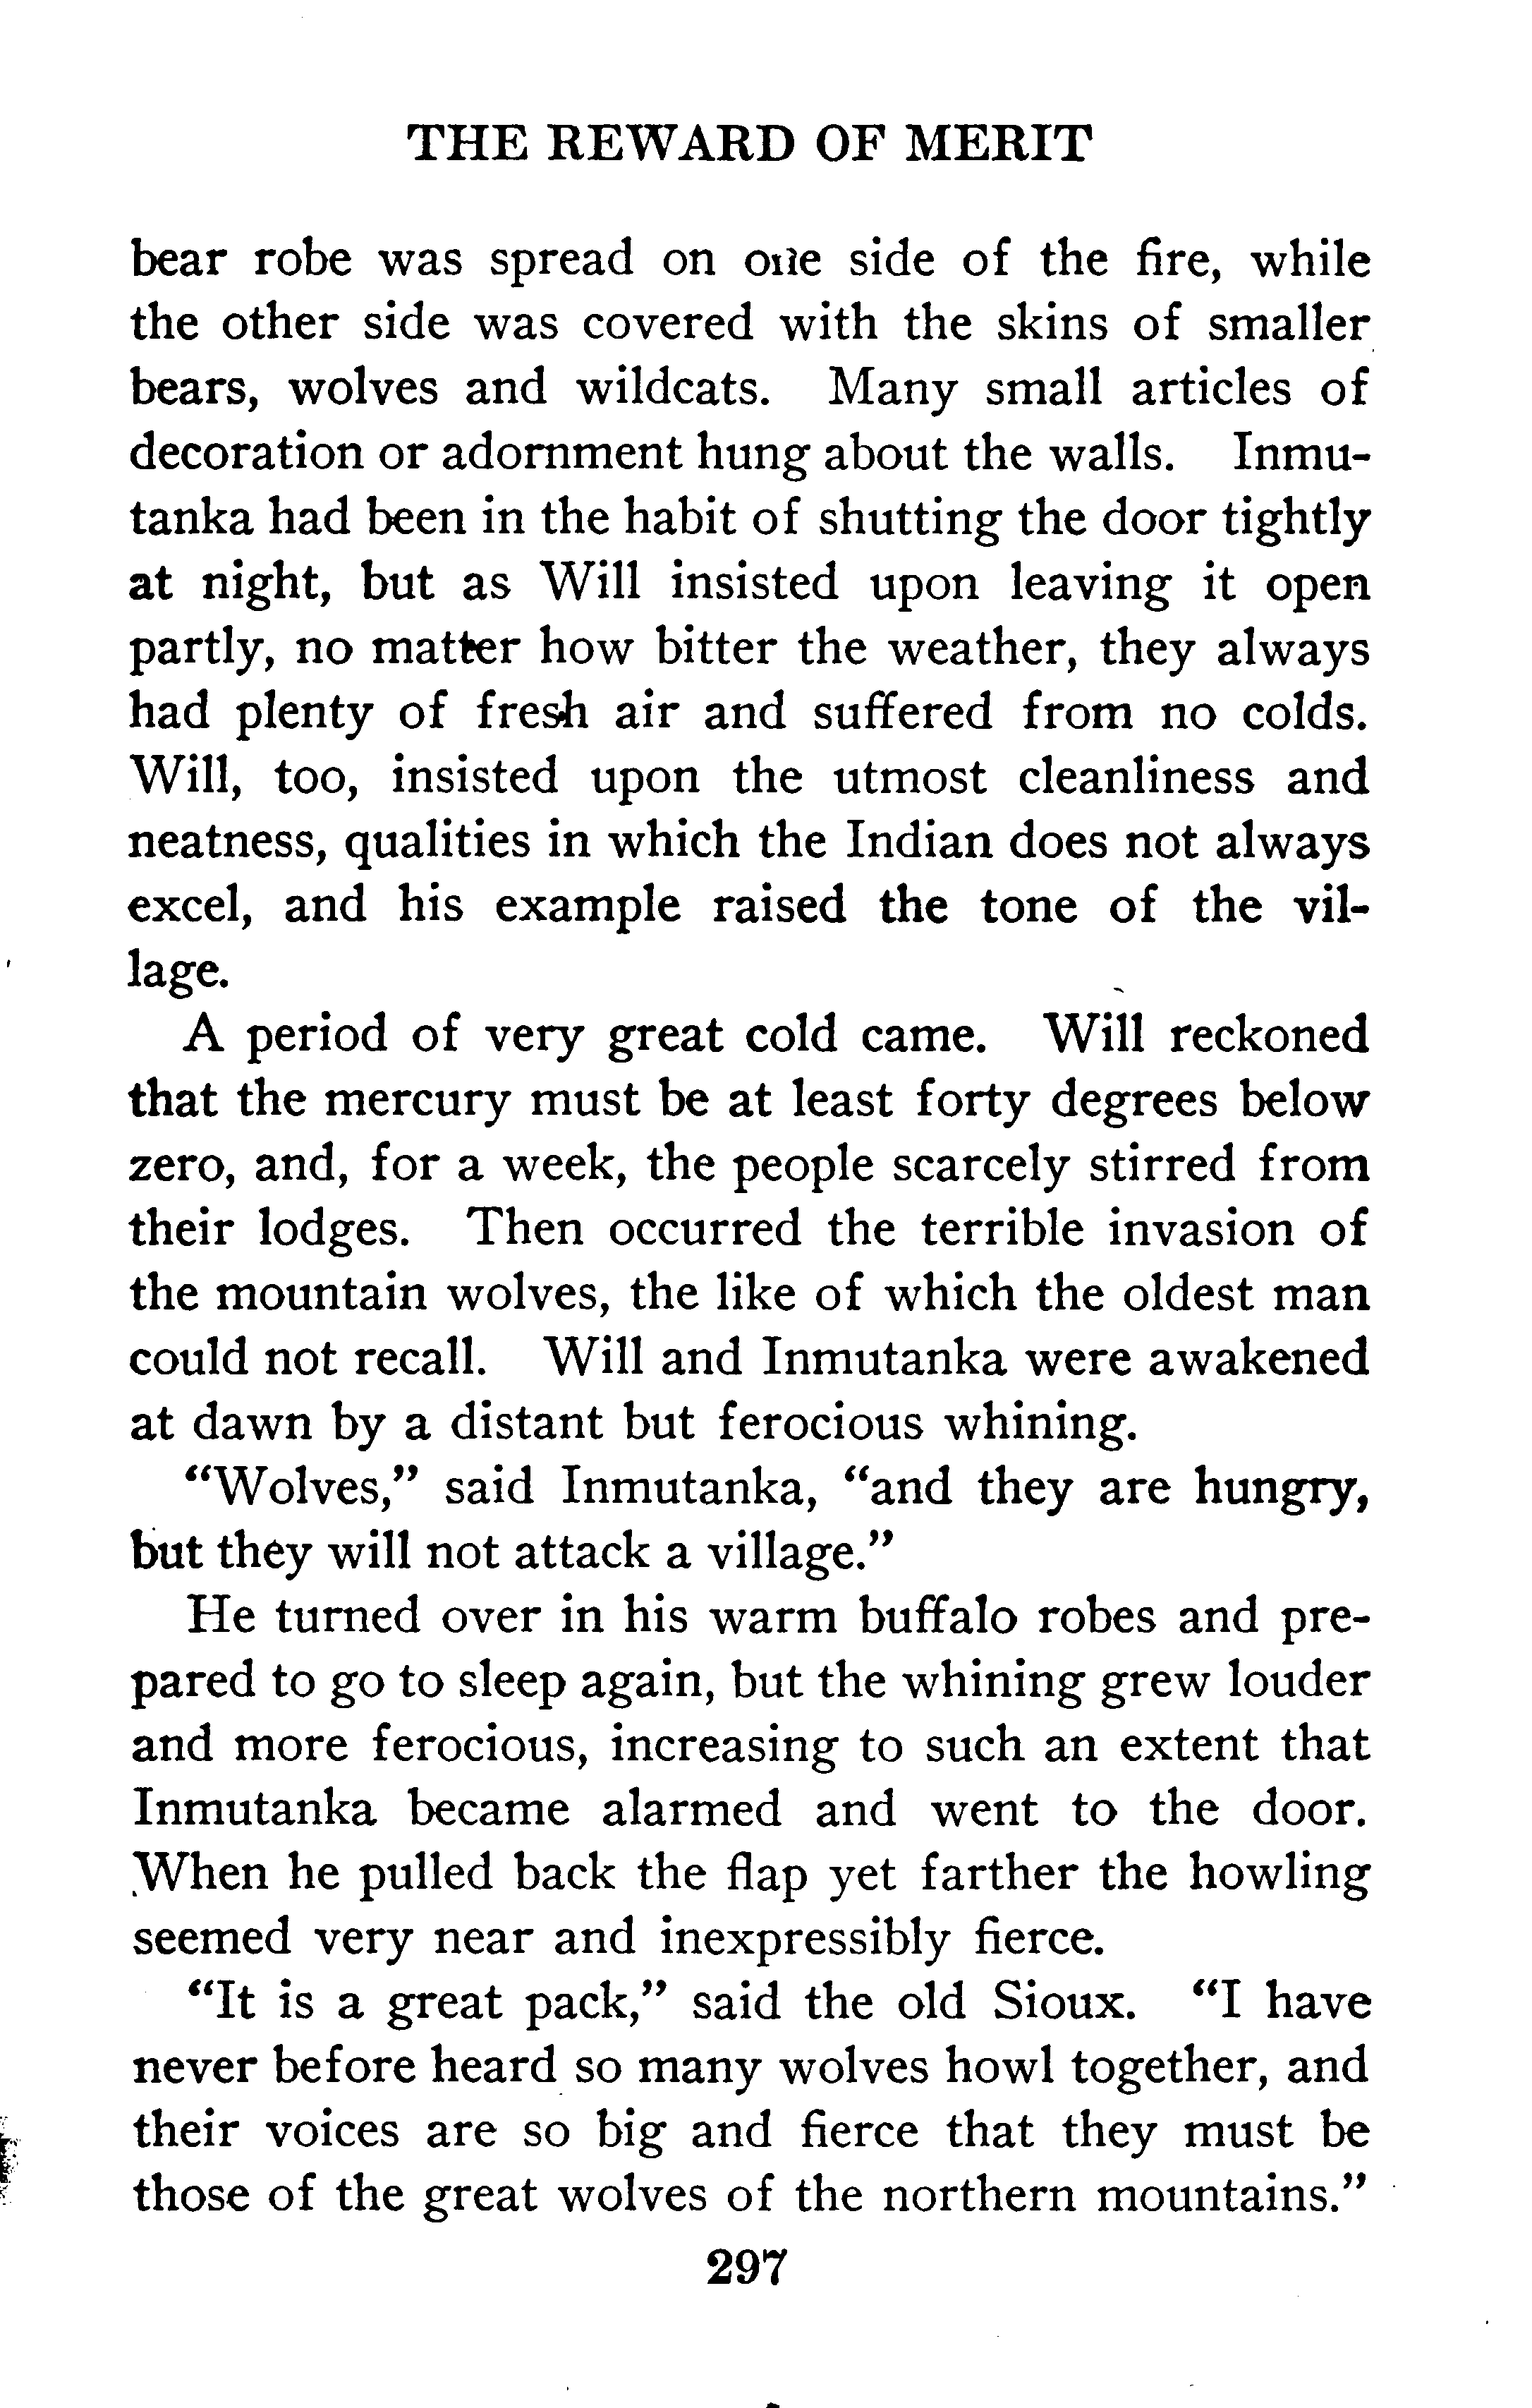 THE REWARD OF MERIT
bear robe was spread on one side of the fire, while
the other side was covered with the skins of smaller
bears, wolves and wildcats. Many small articles of
decoration or adornment hung about the walls. Inmu-
tanka had been in the habit of shutting the door tightly
at night, but as Will insisted upon leaving it open
partly, no matter how bitter the weather, they always
had plenty of fresh air and suffered from no colds.
Will, too, insisted upon the utmost cleanliness and
neatness, qualities in which the Indian does not always
excel, and his example raised the tone of the vil-
lage.
A period of very great cold came. Will reckoned
that the mercury must be at least forty degrees below
zero, and, for a week, the people scarcely stirred from
their lodges. Then occurred the terrible invasion of
the mountain wolves, the like of which the oldest man
could not recall. Will and Inmutanka were awakened
at dawn by a distant but ferocious whining.
"Wolves," said Inmutanka, "and they are hungry,
but they will not attack a village."
He turned over in his warm buffalo robes and pre-
pared to go to sleep again, but the whining grew louder
and more ferocious, increasing to such an extent that
Inmutanka became alarmed and went to the door.
When he pulled back the flap yet farther the howling
seemed very near and inexpressibly fierce.
"It is a great pack," said the old Sioux. "I have
never before heard so many wolves howl together, and
their voices are so big and fierce that they must be
those of the great wolves of the northern mountains."
297